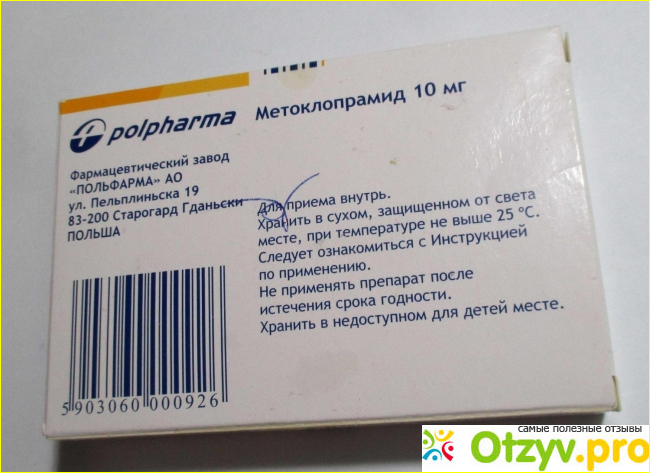 polpharma
Метоклопрамид 10 мг
Фармацевтический завод
«ПОЛЬФАРМА» АО
ул. Пельплиньска 19
83-200 Старогард Гданьски
ПОЛЬША
Для приема внутрь.
Хранить в сухом, защищенном от света
месте, при температуре не выше 25 °C.
Следует ознакомиться с Инструкцией
по применению.
Не применять препарат после
истечения срока годности.
Хранить в недоступном для детей месте.
5 903060 000926
самые полезные отзывы
Otzyv.pro